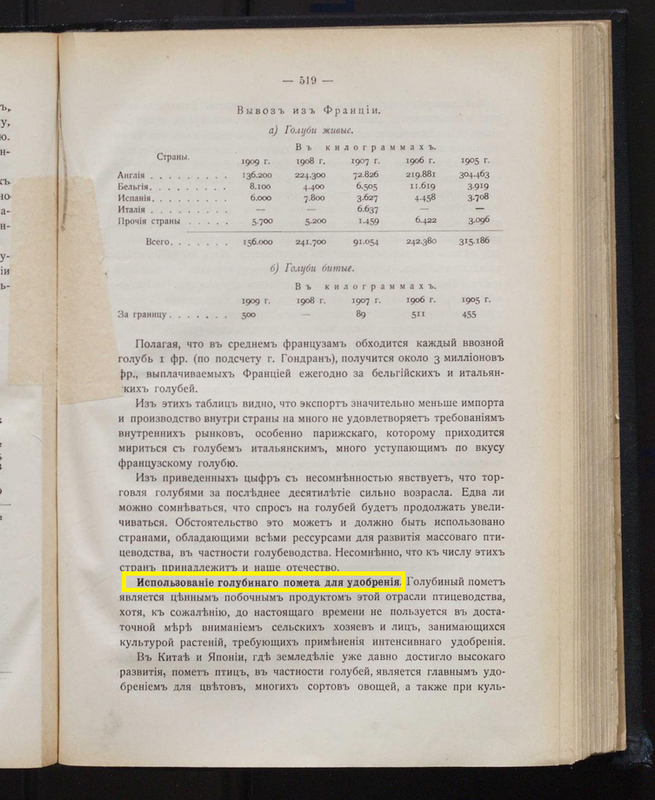 — 519 —
Вывозъ изъ Франціи.
а) Голуби живые.
Страны.
Въ килограммахъ.
1909 г. 1908 г. 1907 г. 1906 г. 1905 г.
Англія . . . . . . . . . 136.200 224.300 72.826 219.881 304.463
Бельгія. . . . . . . . . 8.100 4.400 6.505 11.619 3.919
Испанія. . . . . . . . . 6.000 7.800 3.627 4.458 3.708
Италія . . . . . . . . . — — 6.637 — —
Прочія страны . . . . . 5.700 5.200 1.459 6.422 3.096
Всего. . . . . . 156.000 241.700 91.054 242.380 315.186
б) Голуби битые.
Въ килограммахъ.
1909 г. 1908 г. 1907 г. 1906 г. 1905 г.
За границу . . . . . . . 500 — 89 511 455
Полагая, что въ среднемъ французамъ обходится каждый ввозной
голубь 1 фр. (по подсчету г. Гондранъ), получится около 3 милліоновъ
фр., выплачиваемыхъ Франціей ежегодно за бельгійскихъ и итальян-
кихъ голубей.
Изъ этихъ таблицъ видно, что экспортъ значительно меньше импорта
и производство внутри страны на много не удовлетворяетъ требованіямъ
внутреннихъ рынковъ, особенно парижскаго, которому приходится
мириться съ голубемъ итальянскимъ, много уступающимъ по вкусу
французскому голубю.
Изъ приведенныхъ цыфръ съ несомнѣнностью явствуетъ, что тор-
говля голубями за послѣднее десятилѣтіе сильно возрасла. Едва ли
можно сомнѣваться, что спросъ на голубей будетъ продолжать увели-
чиваться. Обстоятельство это можетъ и должно быть использовано
странами, обладающими всѣми рессурсами для развитія массоваго пти-
цеводства, въ частности голубеводства. Несомнѣнно, что къ числу этихъ
странъ принадлежитъ и наше отечество.
Использованіе голубинаго помета для удобренія. Голубиный пометъ
является цѣннымъ побочнымъ продуктомъ этой отрасли птицеводства,
хотя, къ сожалѣнію, до настоящаго времени не пользуется въ доста-
точной мѣрѣ вниманіемъ сельскихъ хозяевъ и лицъ, занимающихся
культурой растеній, требующихъ примѣненія интенсивнаго удобренія.
Въ Китаѣ и Японіи, гдѣ земледѣліе уже давно достигло высокаго
развитія, пометъ птицъ, въ частности голубей, является главнымъ удо-
бреніемъ для цвѣтовъ, многихъ сортовъ овощей, а также при куль-